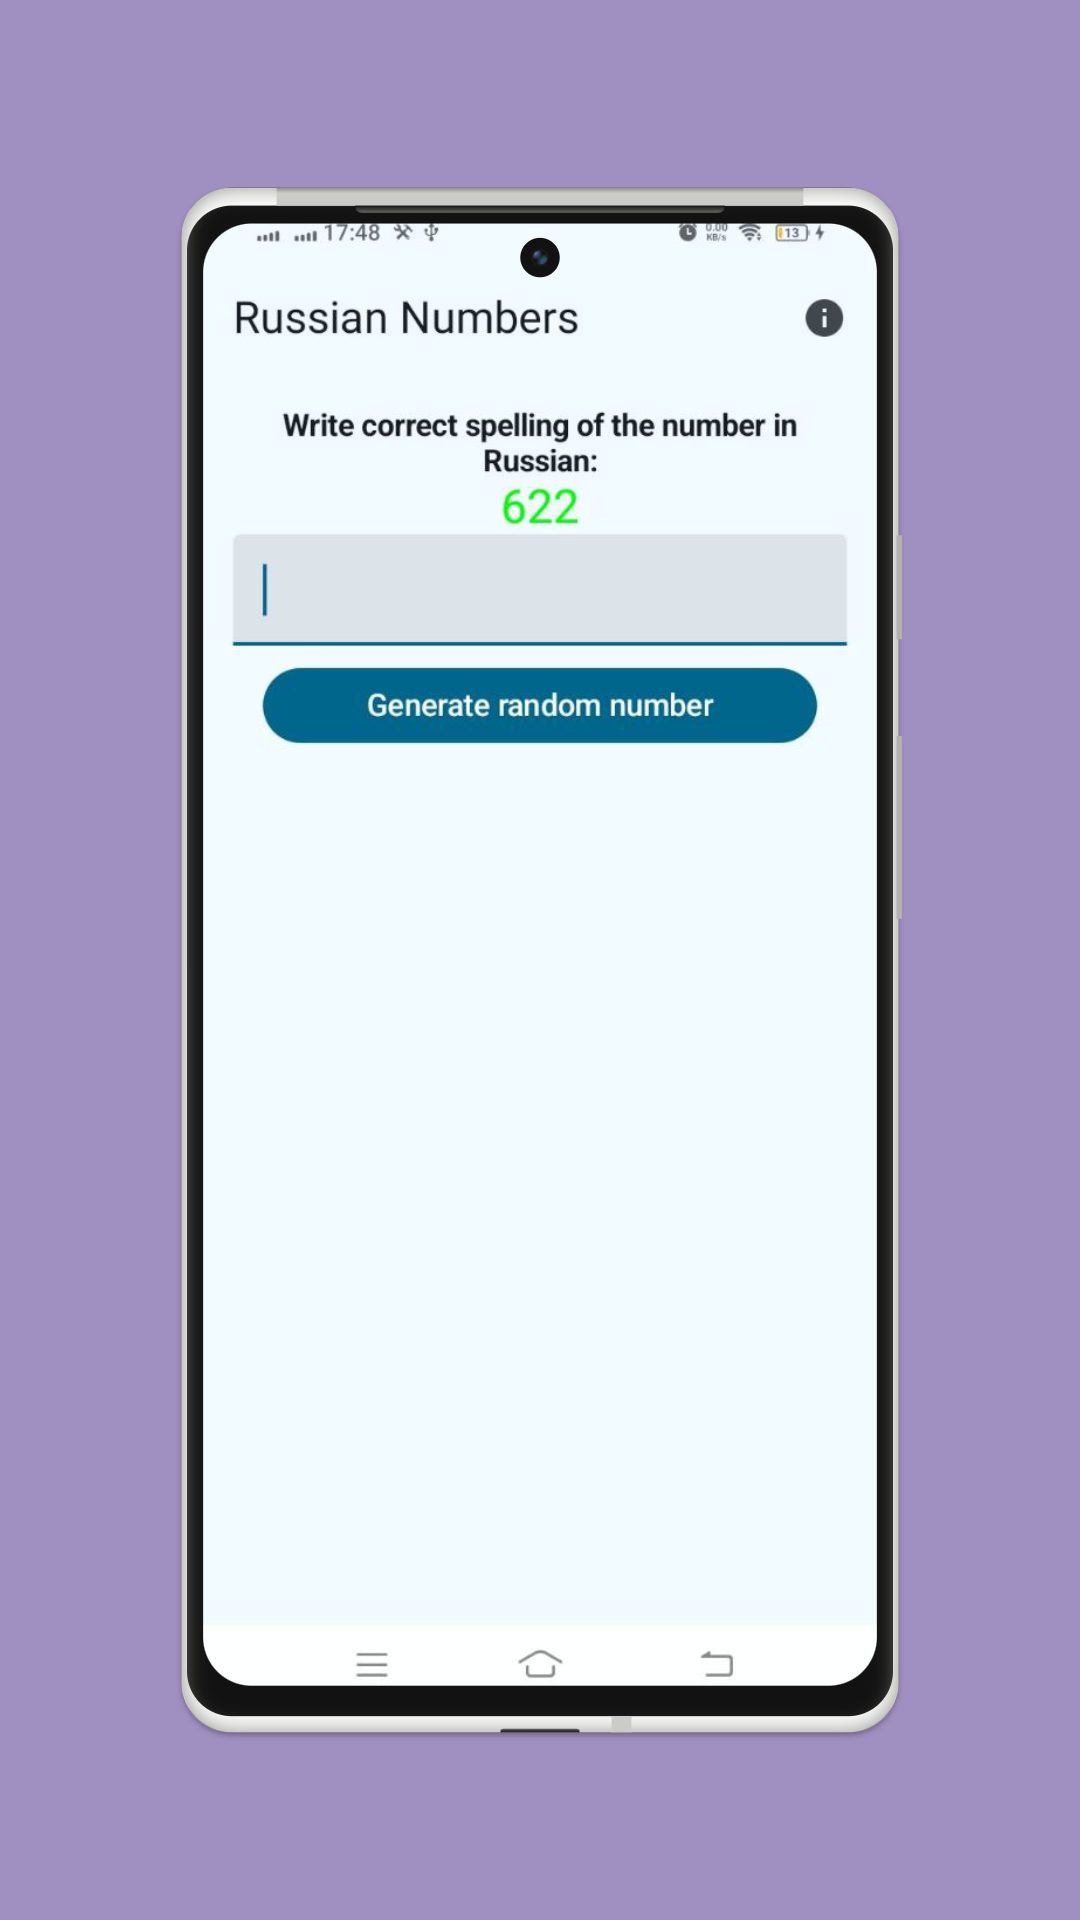 17:48
0.00
KB/s
13
Russian Numbers
Write correct spelling of the number in
Russian:
622
Generate random number